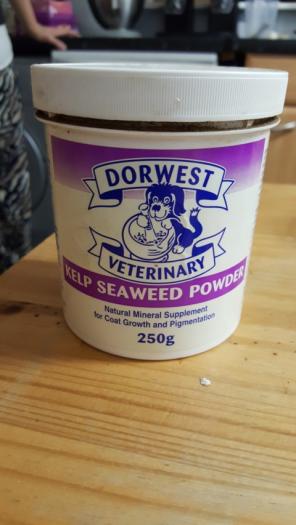 DORWEST
VETERINARY
KELP SEAWEED POWDER
Natural Mineral Supplement
for Coat Growth and Pigmentation
250g